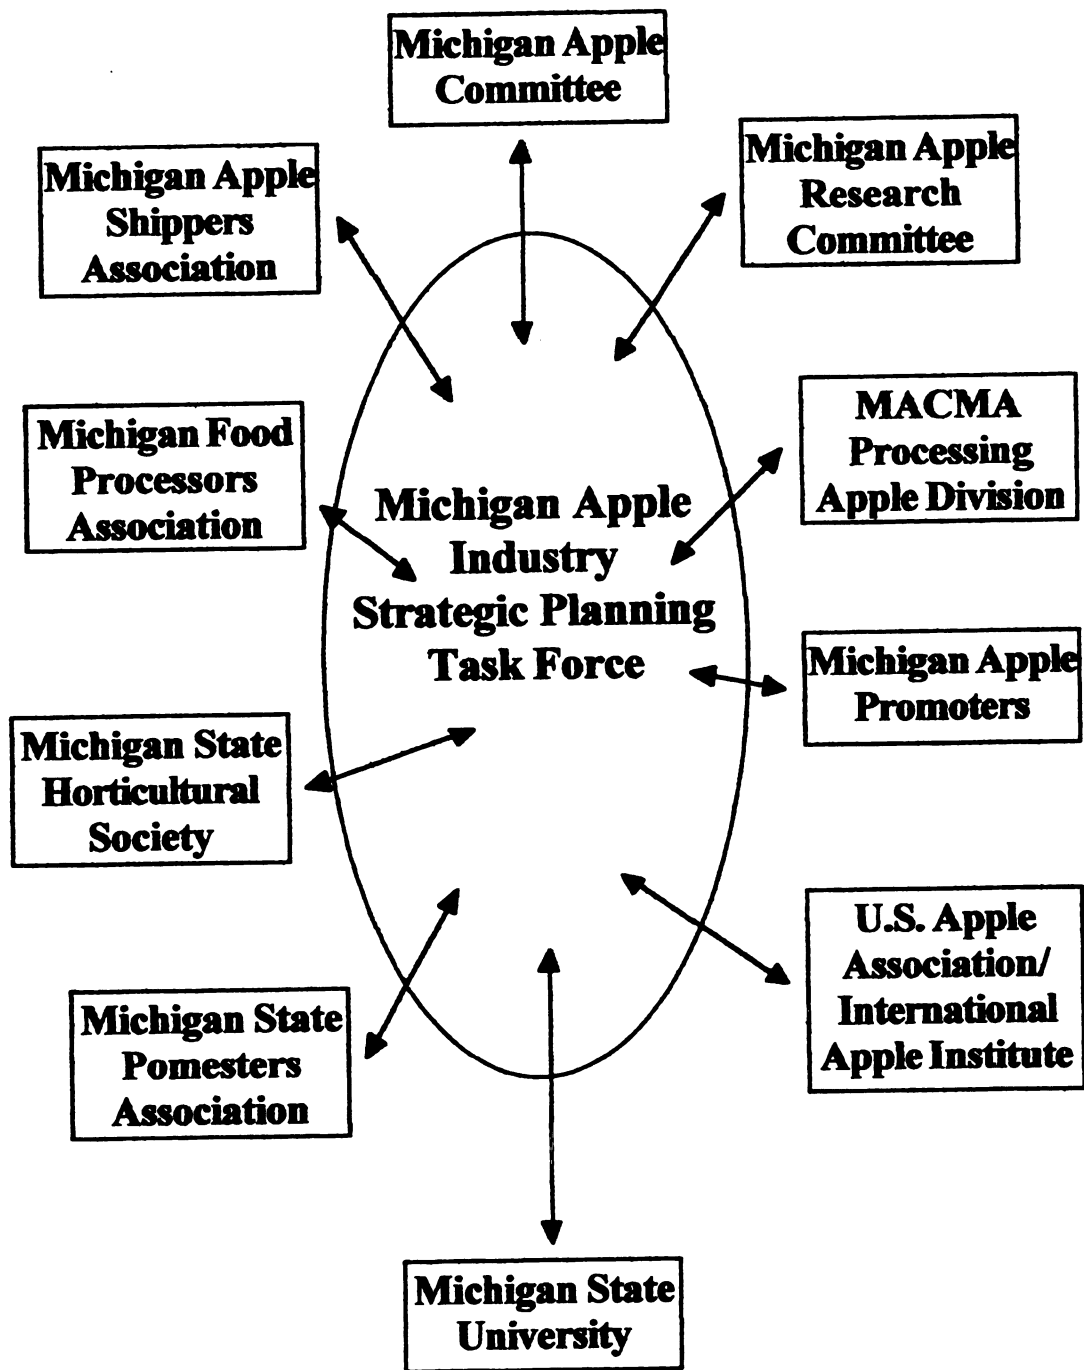 Michigan Apple
Committee
Michigan Apple
Shippers
Association
Michigan Apple
Research
Committee
Michigan Food
Processors
Association
MACMA
Processing
Apple Division
Michigan Apple
Industry
Strategic Planning
Task Force
Michigan Apple
Promoters
Michigan State
Horticultural
Society
U.S. Apple
Association/
International
Apple Institute
Michigan State
Pomesters
Association
Michigan State
University